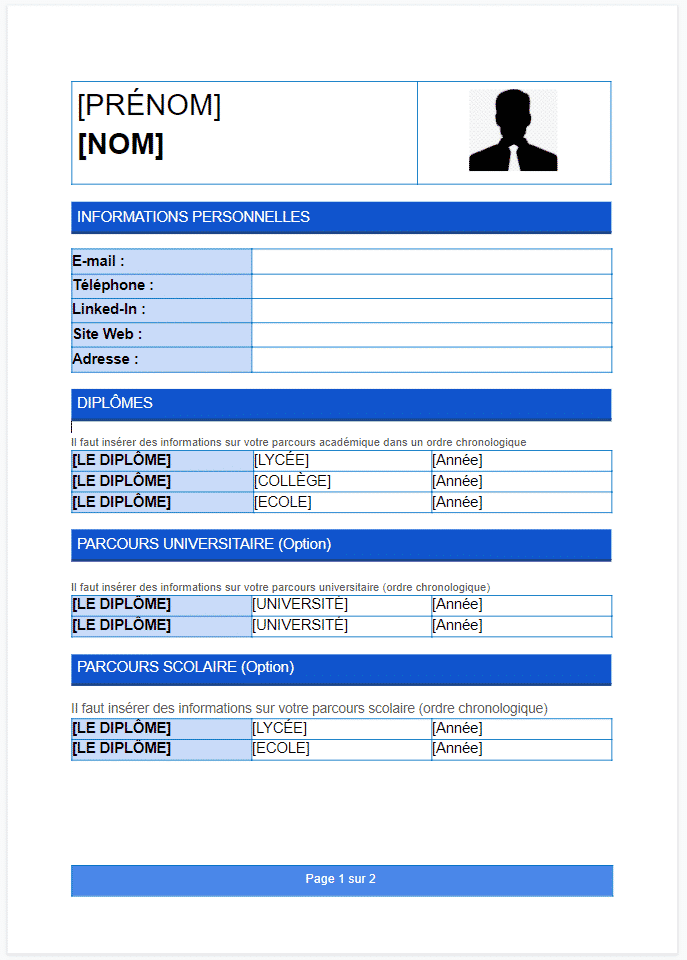 [PRÉNOM]
[NOM]
INFORMATIONS PERSONNELLES
E-mail :
Téléphone :
Linked-In :
Site Web :
Adresse :
DIPLÔMES
Il faut insérer des informations sur votre parcours académique dans un ordre chronologique
[LE DIPLÔME] [LYCÉE] [Année]
[LE DIPLÔME] [COLLÈGE] [Année]
[LE DIPLÔME] [ECOLE] [Année]
PARCOURS UNIVERSITAIRE (Option)
Il faut insérer des informations sur votre parcours universitaire (ordre chronologique)
[LE DIPLÔME] [UNIVERSITÉ] [Année]
[LE DIPLÔME] [UNIVERSITÉ] [Année]
PARCOURS SCOLAIRE (Option)
Il faut insérer des informations sur votre parcours scolaire (ordre chronologique)
[LE DIPLÔME] [LYCÉE] [Année]
[LE DIPLÔME] [ECOLE] [Année]
Page 1 sur 2